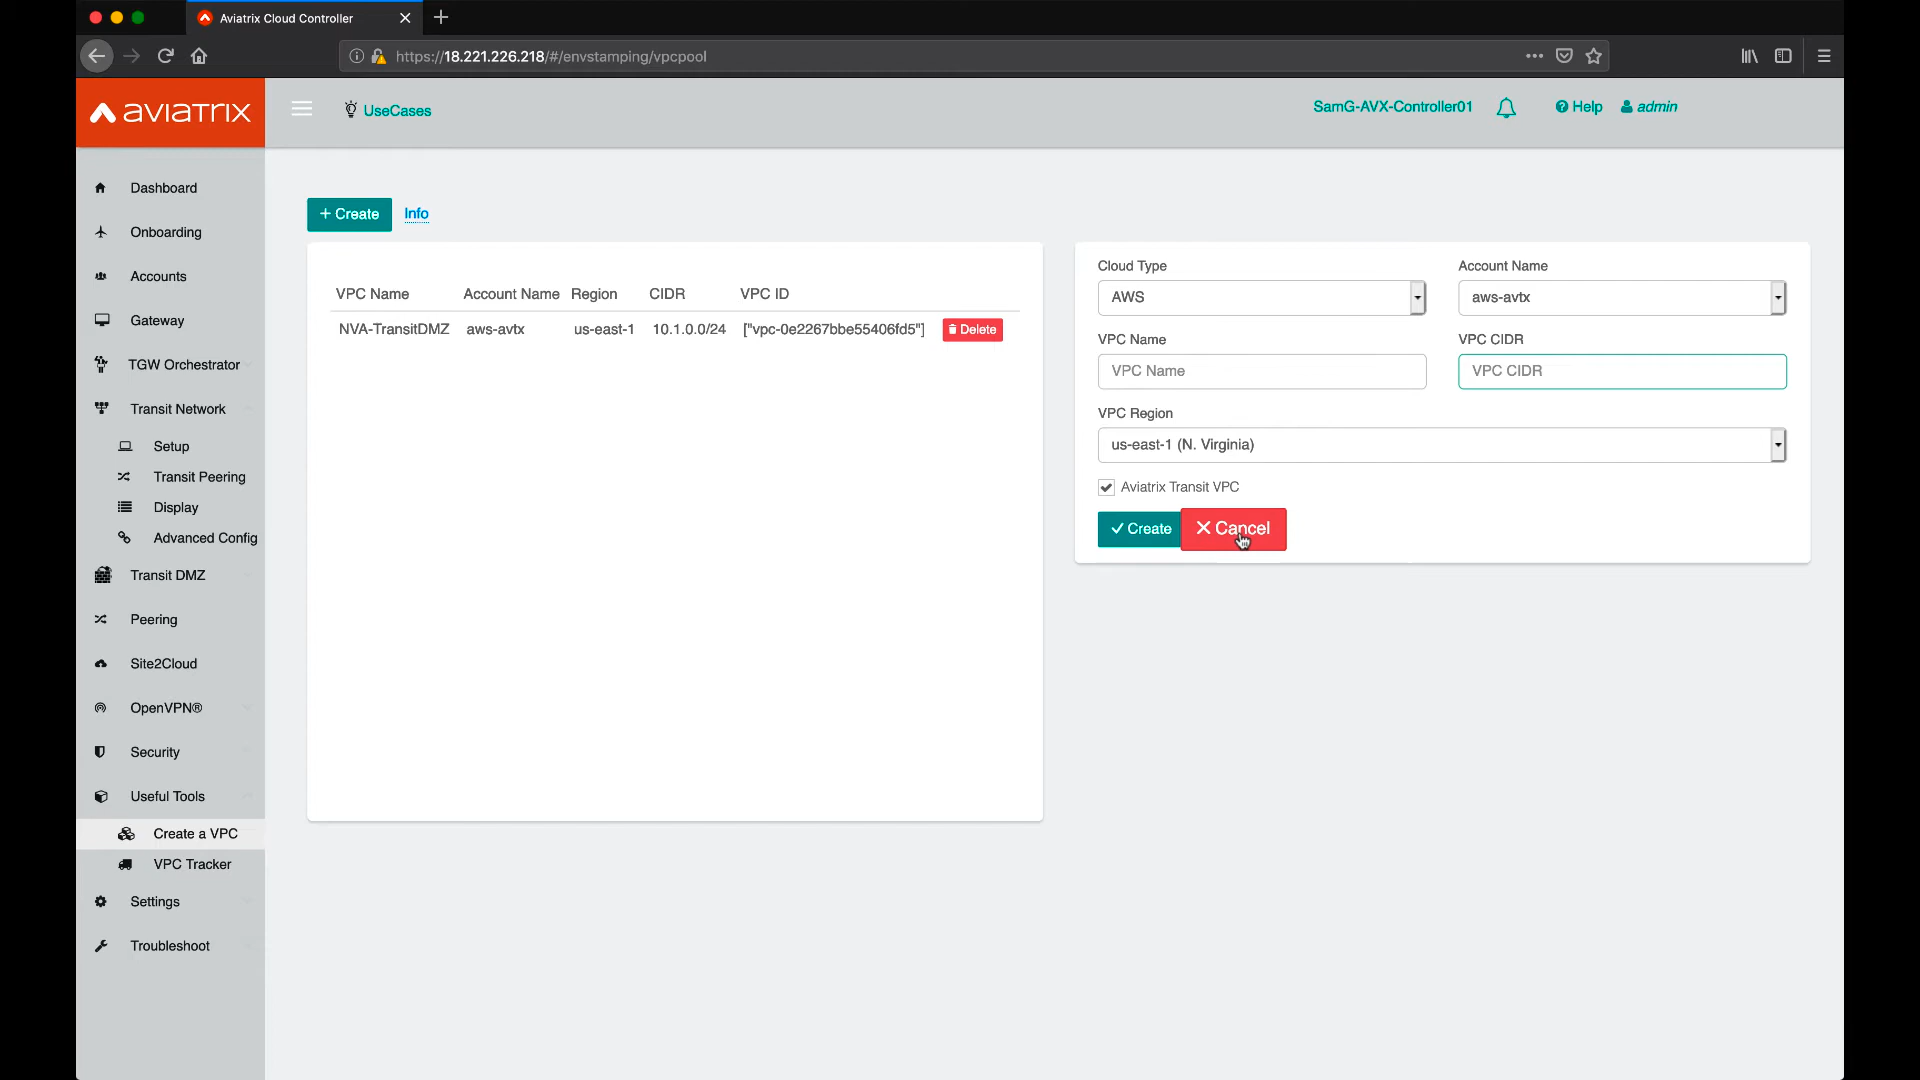 Aviatrix Cloud Controller
https://18.221.226.218/#/envstamping/vpcpool
aviatrix
UseCases
SamG-AVX-Controller01
Help
admin
Dashboard
Onboarding
Accounts
Gateway
TGW Orchestrator
Transit Network
Setup
Transit Peering
Display
Advanced Config
Transit DMZ
Peering
Site2Cloud
OpenVPN®
Security
Useful Tools
Create a VPC
VPC Tracker
Settings
Troubleshoot
+ Create Info
VPC Name Account Name Region CIDR VPC ID
NVA-TransitDMZ aws-avtx us-east-1 10.1.0.0/24 ["vpc-0e2267bbe55406fd5"] Delete
Cloud Type Account Name
AWS aws-avtx
VPC Name VPC CIDR
VPC Name VPC CIDR
VPC Region
us-east-1 (N. Virginia)
Aviatrix Transit VPC
Create Cancel